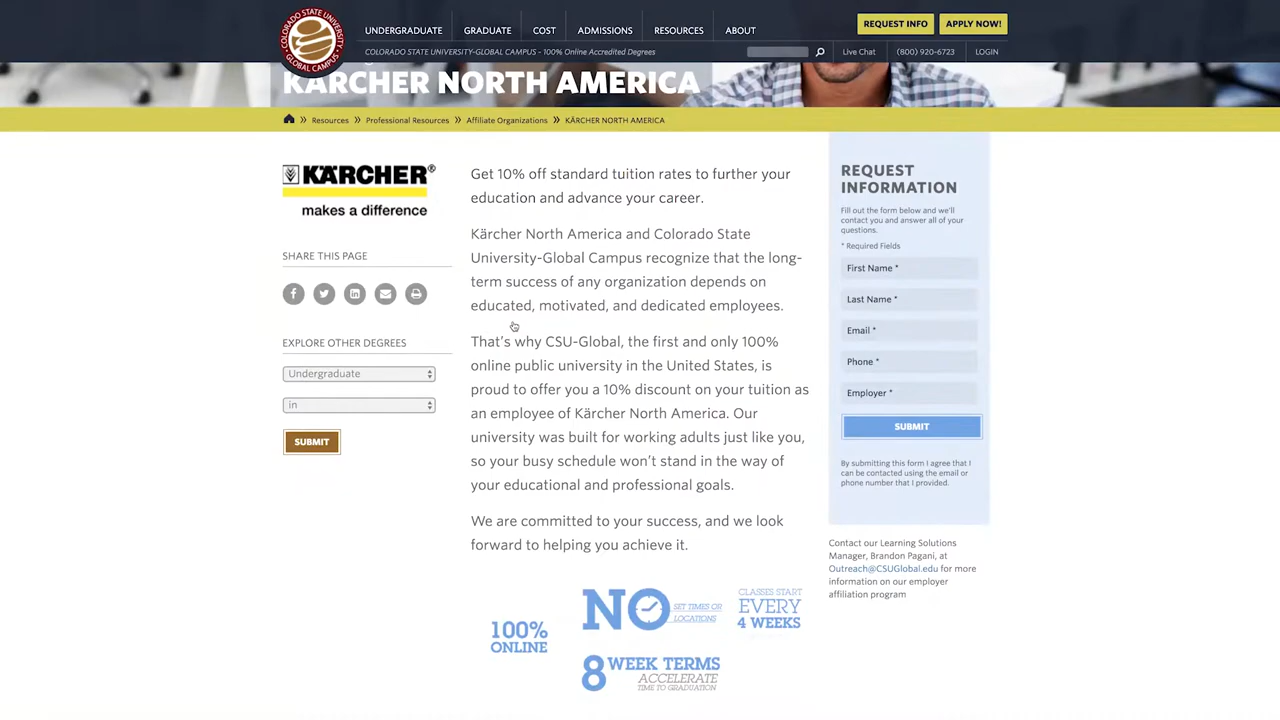 UNDERGRADUATE GRADUATE COST ADMISSIONS RESOURCES ABOUT
REQUEST INFO APPLY NOW!
COLORADO STATE UNIVERSITY
GLOBAL CAMPUS
COLORADO STATE UNIVERSITY-GLOBAL CAMPUS - 100% Online Accredited Degrees
Live Chat (800) 920-6723 LOGIN
KÄRCHER NORTH AMERICA
Resources » Professional Resources » Affiliate Organizations » KÄRCHER NORTH AMERICA
KÄRCHER®
makes a difference
SHARE THIS PAGE
EXPLORE OTHER DEGREES
Undergraduate
in
SUBMIT
Get 10% off standard tuition rates to further your
education and advance your career.
Kärcher North America and Colorado State
University-Global Campus recognize that the long-
term success of any organization depends on
educated, motivated, and dedicated employees.
That's why CSU-Global, the first and only 100%
online public university in the United States, is
proud to offer you a 10% discount on your tuition as
an employee of Kärcher North America. Our
university was built for working adults just like you,
so your busy schedule won't stand in the way of
your educational and professional goals.
We are committed to your success, and we look
forward to helping you achieve it.
100%
ONLINE
NO SET TIMES OR
LOCATIONS
CLASSES START
EVERY
4 WEEKS
8 WEEK TERMS
ACCELERATE
TIME TO GRADUATION
REQUEST
INFORMATION
Fill out the form below and we'll
contact you and answer all of your
questions.
* Required Fields
First Name *
Last Name *
Email *
Phone *
Employer *
SUBMIT
By submitting this form I agree that I
can be contacted using the email or
phone number that I provided.
Contact our Learning Solutions
Manager, Brandon Pagani, at
Outreach@CSUGlobal.edu for more
information on our employer
affiliation program